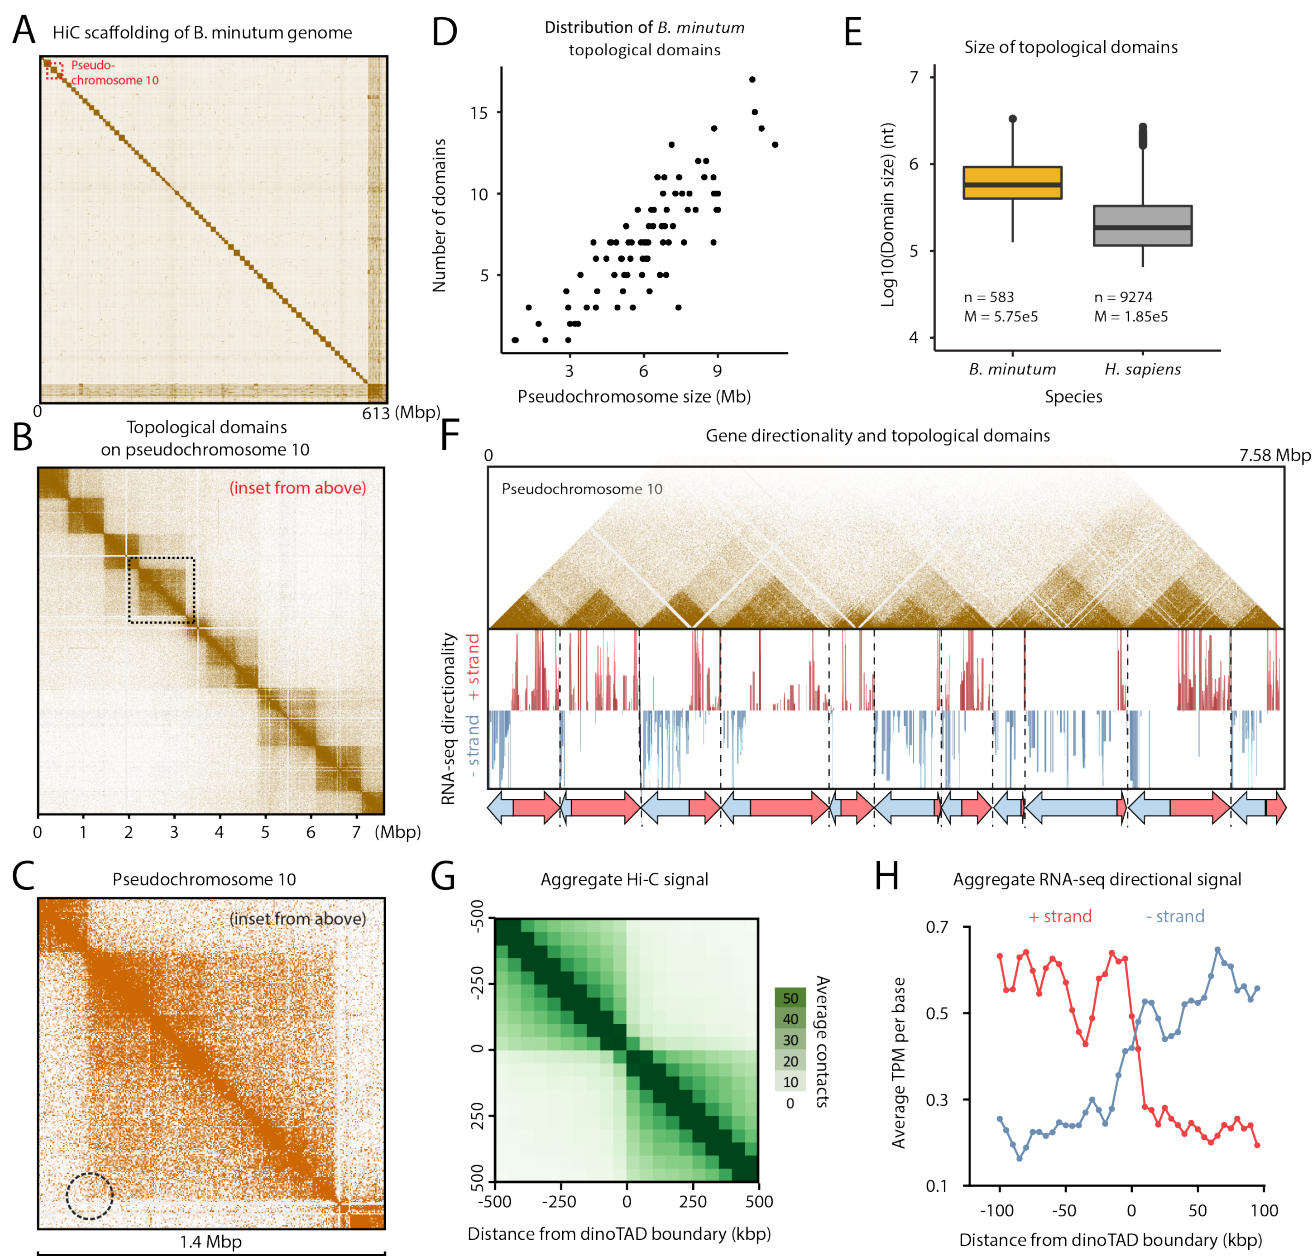 A
HiC scaffolding of B. minutum genome
Pseudo-
chromosome 10
0
613 (Mbp)
B
Topological domains
on pseudochromosome 10
(inset from above)
0 1 2 3 4 5 6 7 (Mbp)
C
Pseudochromosome 10
(inset from above)
1.4 Mbp
D
Distribution of B. minutum
topological domains
Number of domains
15
10
5
3 6 9
Pseudochromosome size (Mb)
E
Size of topological domains
Log10(Domain size) (nt)
7
6
5
4
n = 583
M = 5.75e5
n = 9274
M = 1.85e5
B. minutum H. sapiens
Species
F
Gene directionality and topological domains
0
7.58 Mbp
Pseudochromosome 10
RNA-seq directionality
- strand + strand
G
Aggregate Hi-C signal
-500
250
0
250
500
-500 -250 0 250 500
Distance from dinoTAD boundary (kbp)
50
40
30
20
10
0
Average contacts
H
Aggregate RNA-seq directional signal
+ strand - strand
Average TPM per base
0.7
0.5
0.3
0.1
-100 -50 0 50 100
Distance from dinoTAD boundary (kbp)